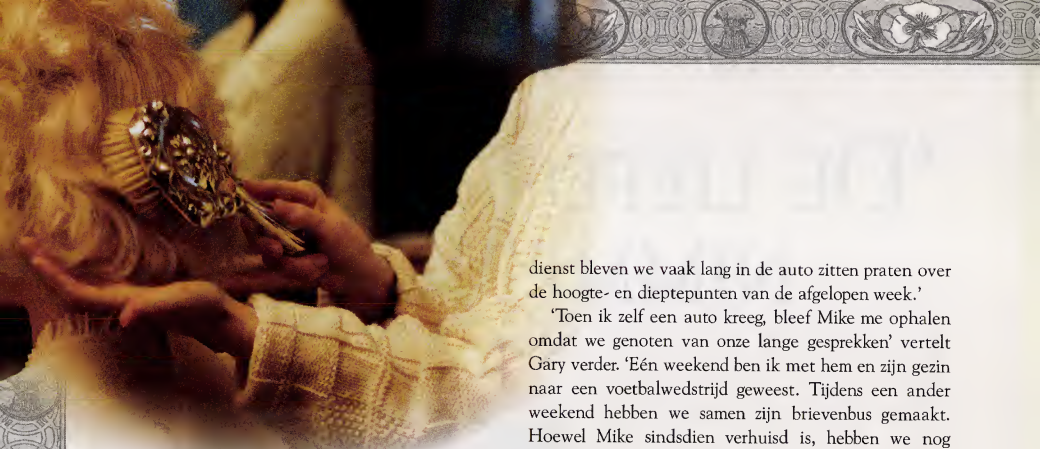 dienst bleven we vaak lang in de auto zitten praten over
de hoogte- en dieptepunten van de afgelopen week.’
‘Toen ik zelf een auto kreeg, bleef Mike me ophalen
omdat we genoten van onze lange gesprekken’ vertelt
Gary verder. ‘Eén weekend ben ik met hem en zijn gezin
naar een voetbalwedstrijd geweest. Tijdens een ander
weekend hebben we samen zijn brievenbus gemaakt.
Hoewel Mike sindsdien verhuisd is, hebben we nog